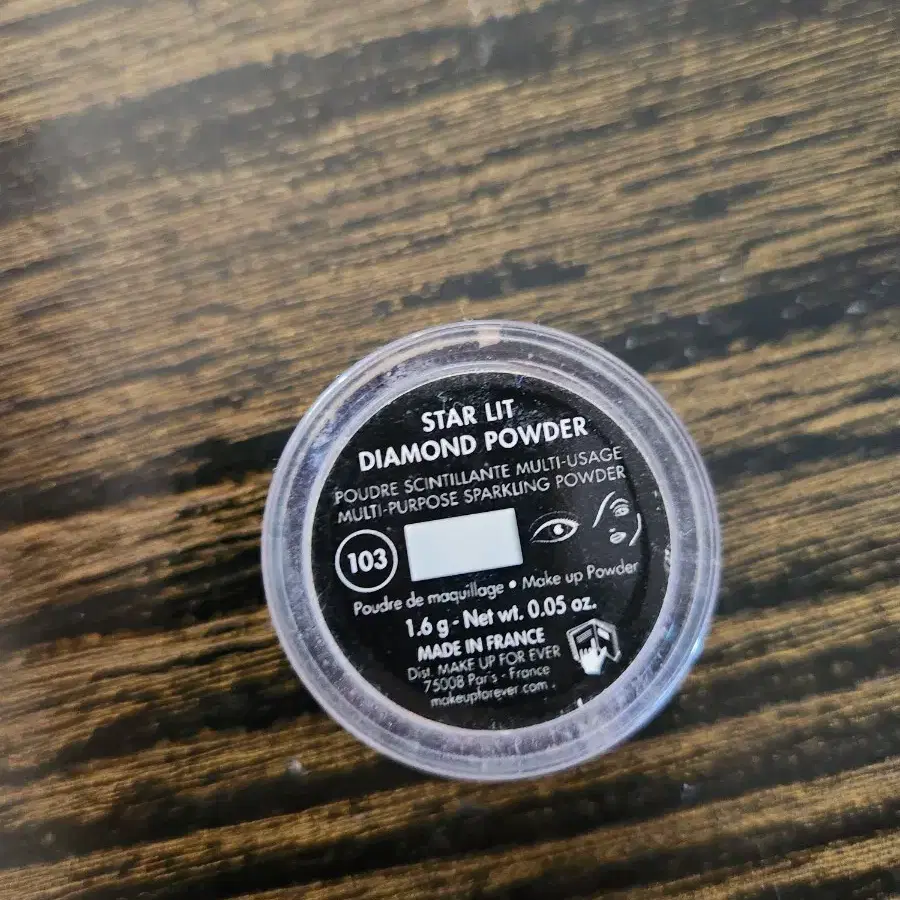 STAR LIT
DIAMOND POWDER
POUDRE SCINTILLANTE MULTI-USAGE
MULTI-PURPOSE SPARKLING POWDER
103
Poudre de maquillage • Make up Powder
1.6 g - Net wt. 0.05 oz.
MADE IN FRANCE
Dist. MAKE UP FOR EVER
75008 Paris - France
makeupforever.com